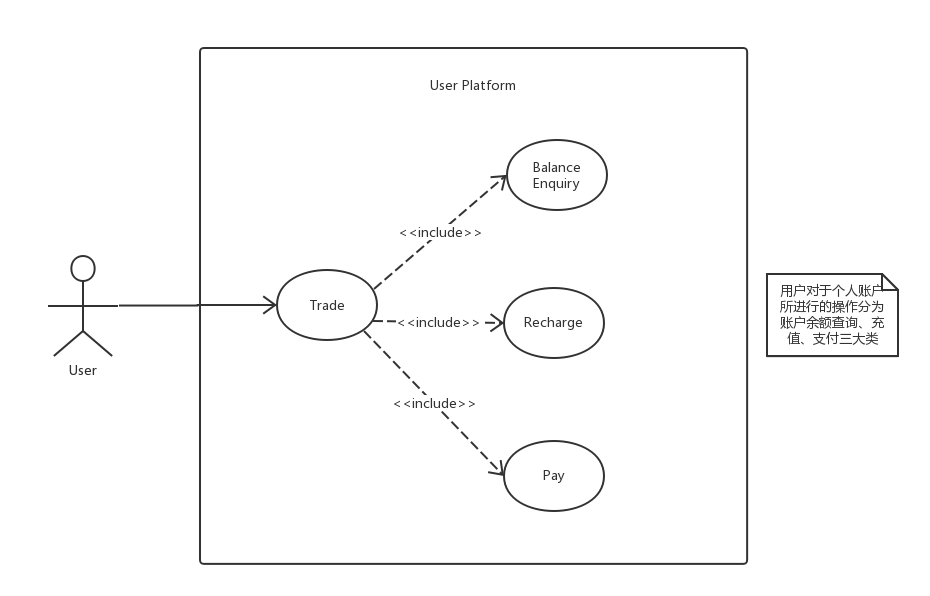 User Platform
Balance
Enquiry
<<include>>
Trade
<<include>>
Recharge
User
<<include>>
Pay
用户对于个人账户
所进行的操作分为
账户余额查询、充
值、支付三大类